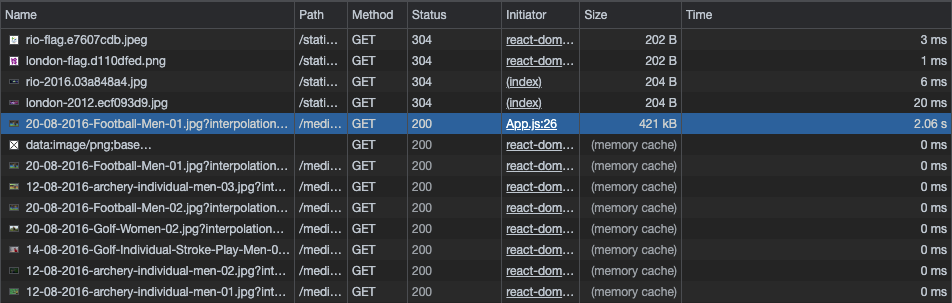 Name Path Method Status Initiator Size Time
rio-flag.e7607cdb.jpeg /stati… GET 304 react-dom… 202 B 3 ms
london-flag.d110dfed.png /stati… GET 304 react-dom… 202 B 1 ms
rio-2016.03a848a4.jpg /stati… GET 304 (index) 204 B 6 ms
london-2012.ecf093d9.jpg /stati… GET 304 (index) 204 B 20 ms
20-08-2016-Football-Men-01.jpg?interpolation… /medi… GET 200 App.js:26 421 kB 2.06 s
data:image/png;base… GET 200 react-dom… (memory cache) 0 ms
20-08-2016-Football-Men-01.jpg?interpolation… /medi… GET 200 react-dom… (memory cache) 0 ms
12-08-2016-archery-individual-men-03.jpg?int… /medi… GET 200 react-dom… (memory cache) 0 ms
20-08-2016-Football-Men-02.jpg?interpolation… /medi… GET 200 react-dom… (memory cache) 0 ms
20-08-2016-Golf-Women-02.jpg?interpolation… /medi… GET 200 react-dom… (memory cache) 0 ms
14-08-2016-Golf-Individual-Stroke-Play-Men-0… /medi… GET 200 react-dom… (memory cache) 0 ms
12-08-2016-archery-individual-men-02.jpg?int… /medi… GET 200 react-dom… (memory cache) 0 ms
12-08-2016-archery-individual-men-01.jpg?int… /medi… GET 200 react-dom… (memory cache) 0 ms